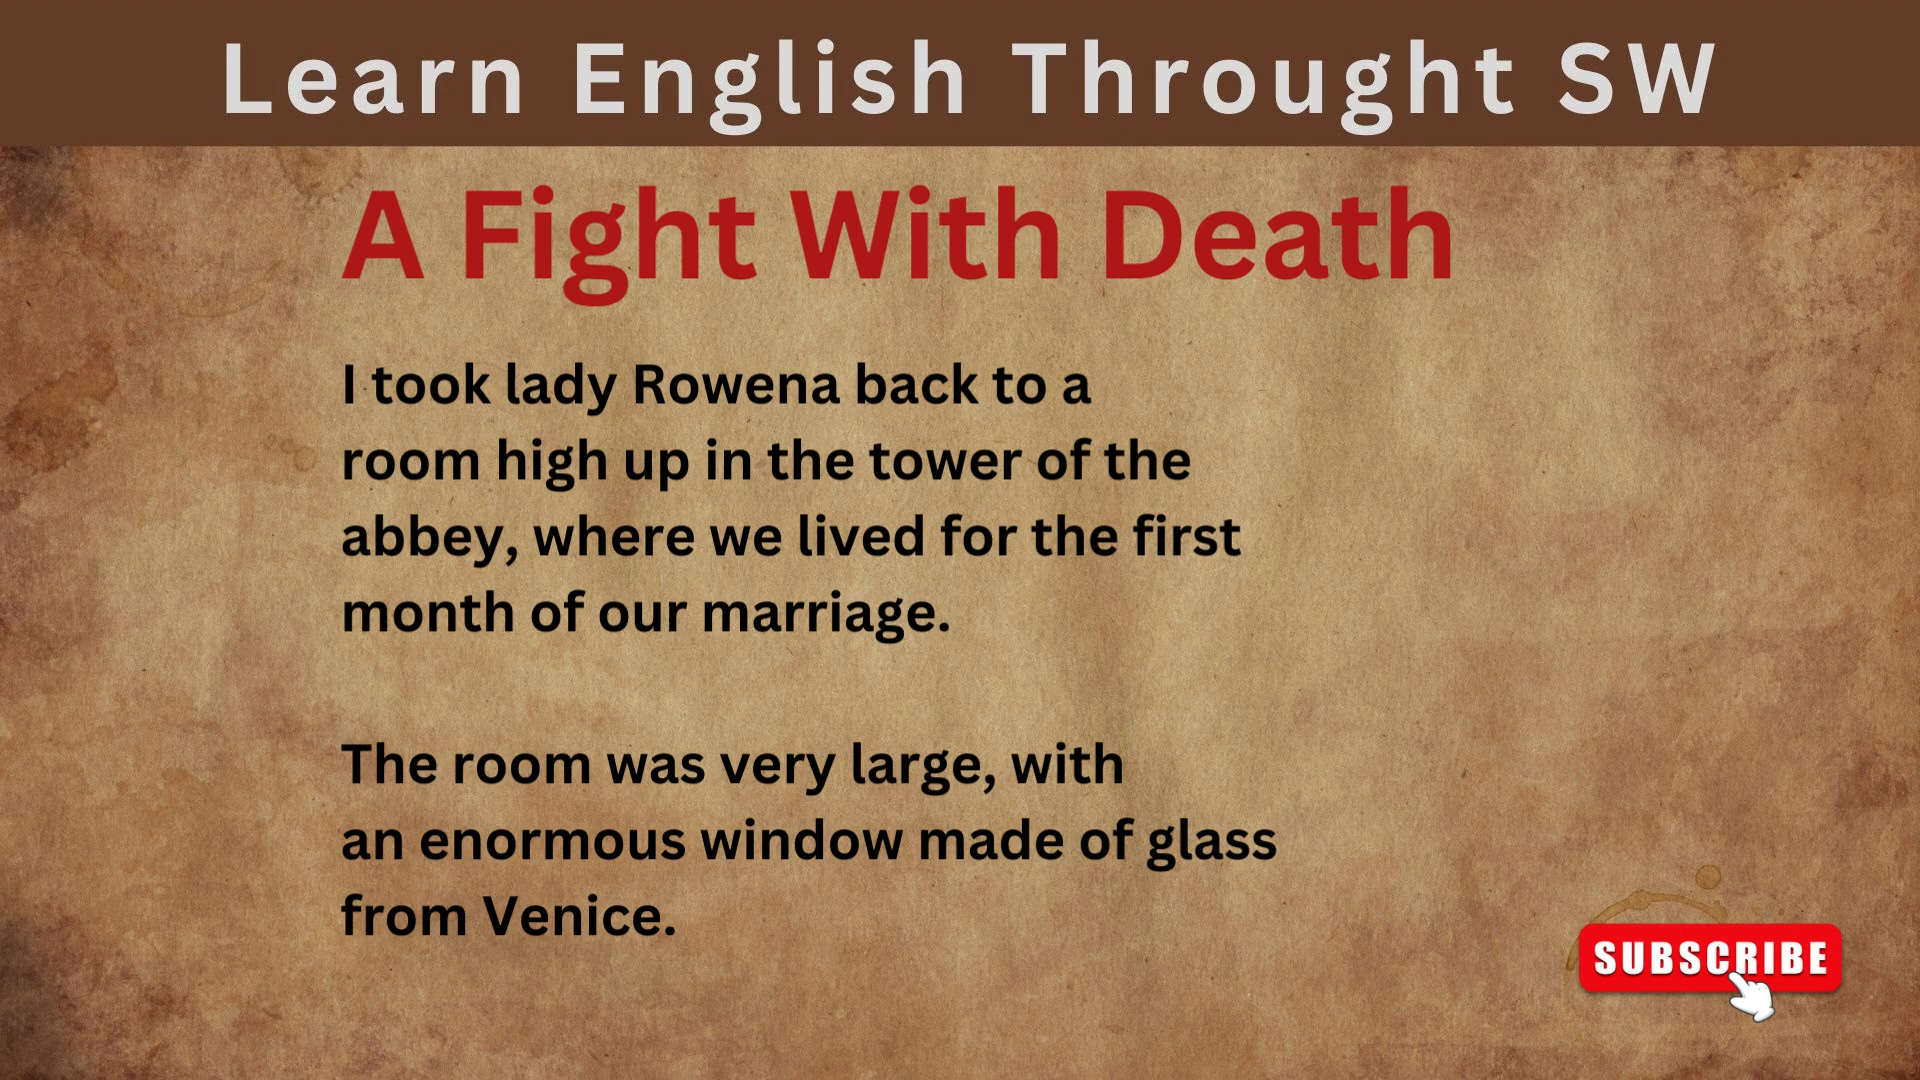 Learn English Throught SW
A Fight With Death
I took lady Rowena back to a
room high up in the tower of the
abbey, where we lived for the first
month of our marriage.
The room was very large, with
an enormous window made of glass
from Venice.
SUBSCRIBE